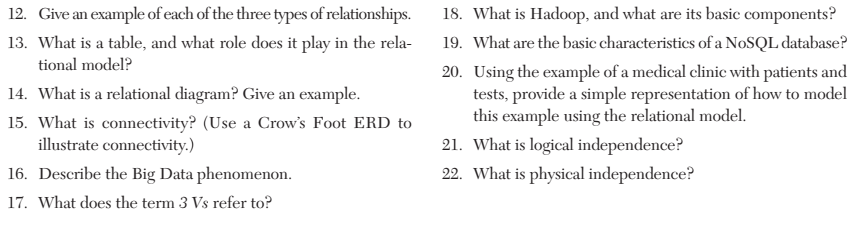 12. Give an example of each of the three types of relationships.
13. What is a table, and what role does it play in the rela-
tional model?
14. What is a relational diagram? Give an example.
15. What is connectivity? (Use a Crow's Foot ERD to
illustrate connectivity.)
16. Describe the Big Data phenomenon.
17. What does the term 3 Vs refer to?
18. What is Hadoop, and what are its basic components?
19. What are the basic characteristics of a NoSQL database?
20. Using the example of a medical clinic with patients and
tests, provide a simple representation of how to model
this example using the relational model.
21. What is logical independence?
22. What is physical independence?